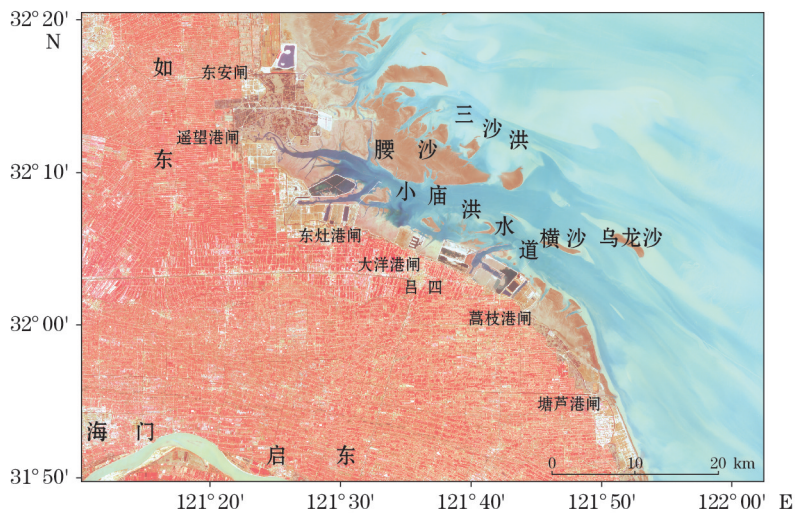 32°20′
N
如
东安闸
三沙洪
遥望港闸
32°10′
腰沙
东
小庙洪水道
横沙
乌龙沙
东灶港闸
大洋港闸
吕四
32°00′
蒿枝港闸
塘芦港闸
海门
启东
0 10 20 km
31°50′
121°20′ 121°30′ 121°40′ 121°50′ 122°00′ E